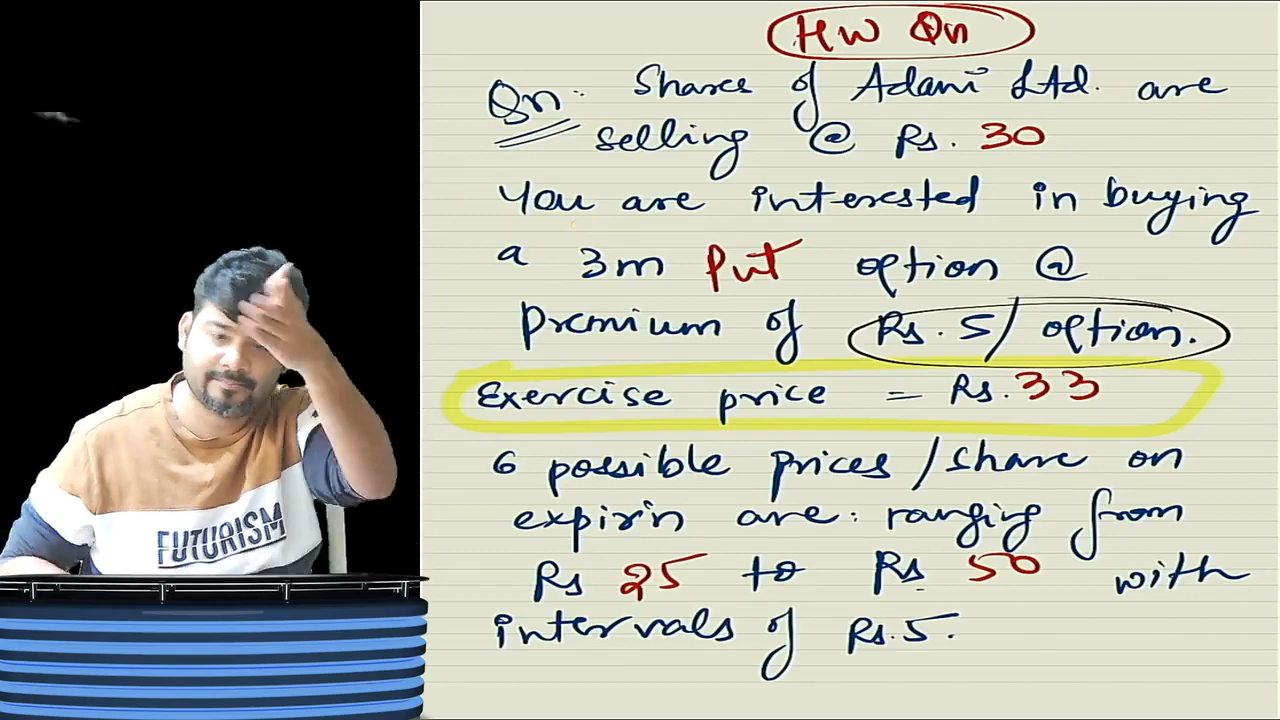 HW Qn
Qn: Shares of Adani Ltd. are
selling @ Rs. 30
You are interested in buying
a 3m Put option @
premium of Rs. 5/option.
Exercise price = Rs. 33
6 possible prices/share on
expirin are: ranging from
Rs 25 to Rs 50 with
intervals of Rs. 5.
FUTURISM